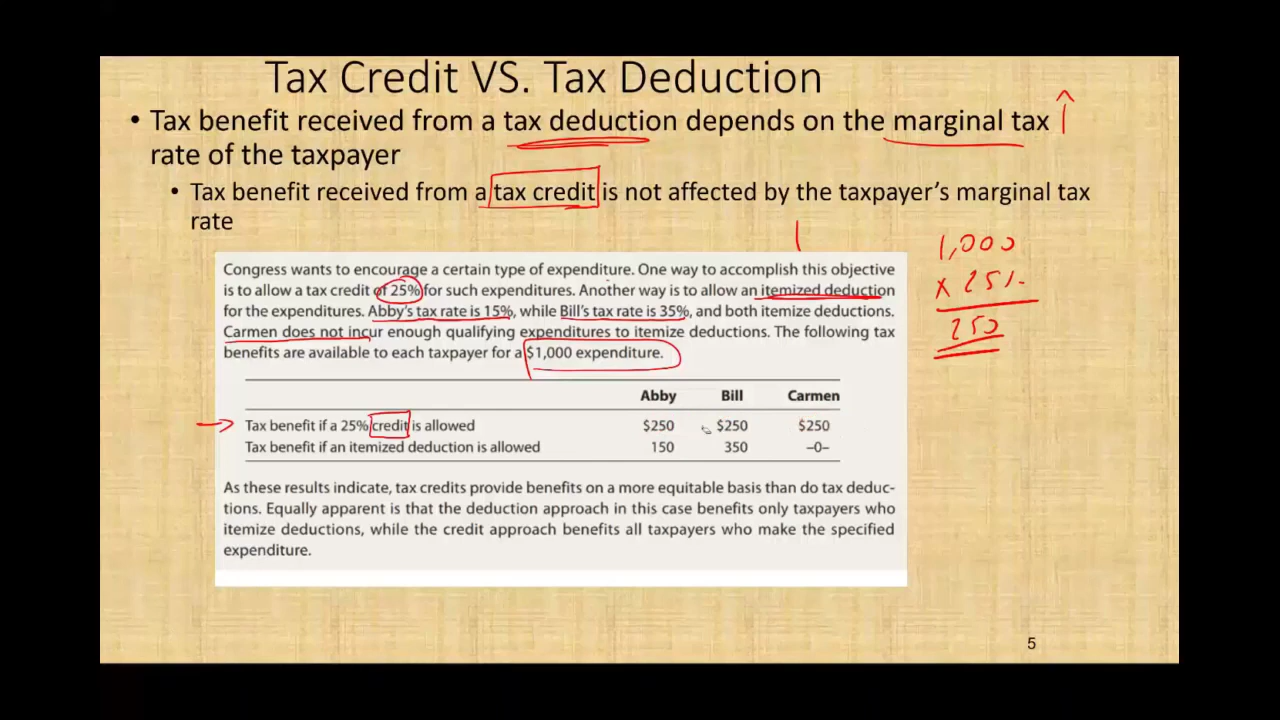 Tax Credit VS. Tax Deduction
• Tax benefit received from a tax deduction depends on the marginal tax
rate of the taxpayer
• Tax benefit received from a tax credit is not affected by the taxpayer's marginal tax
rate
Congress wants to encourage a certain type of expenditure. One way to accomplish this objective
is to allow a tax credit of 25% for such expenditures. Another way is to allow an itemized deduction
for the expenditures. Abby's tax rate is 15%, while Bill's tax rate is 35%, and both itemize deductions.
Carmen does not incur enough qualifying expenditures to itemize deductions. The following tax
benefits are available to each taxpayer for a $1,000 expenditure.
Abby Bill Carmen
Tax benefit if a 25% credit is allowed $250 $250 $250
Tax benefit if an itemized deduction is allowed 150 350 –0–
As these results indicate, tax credits provide benefits on a more equitable basis than do tax deduc-
tions. Equally apparent is that the deduction approach in this case benefits only taxpayers who
itemize deductions, while the credit approach benefits all taxpayers who make the specified
expenditure.
1,000
x 25%
250
5